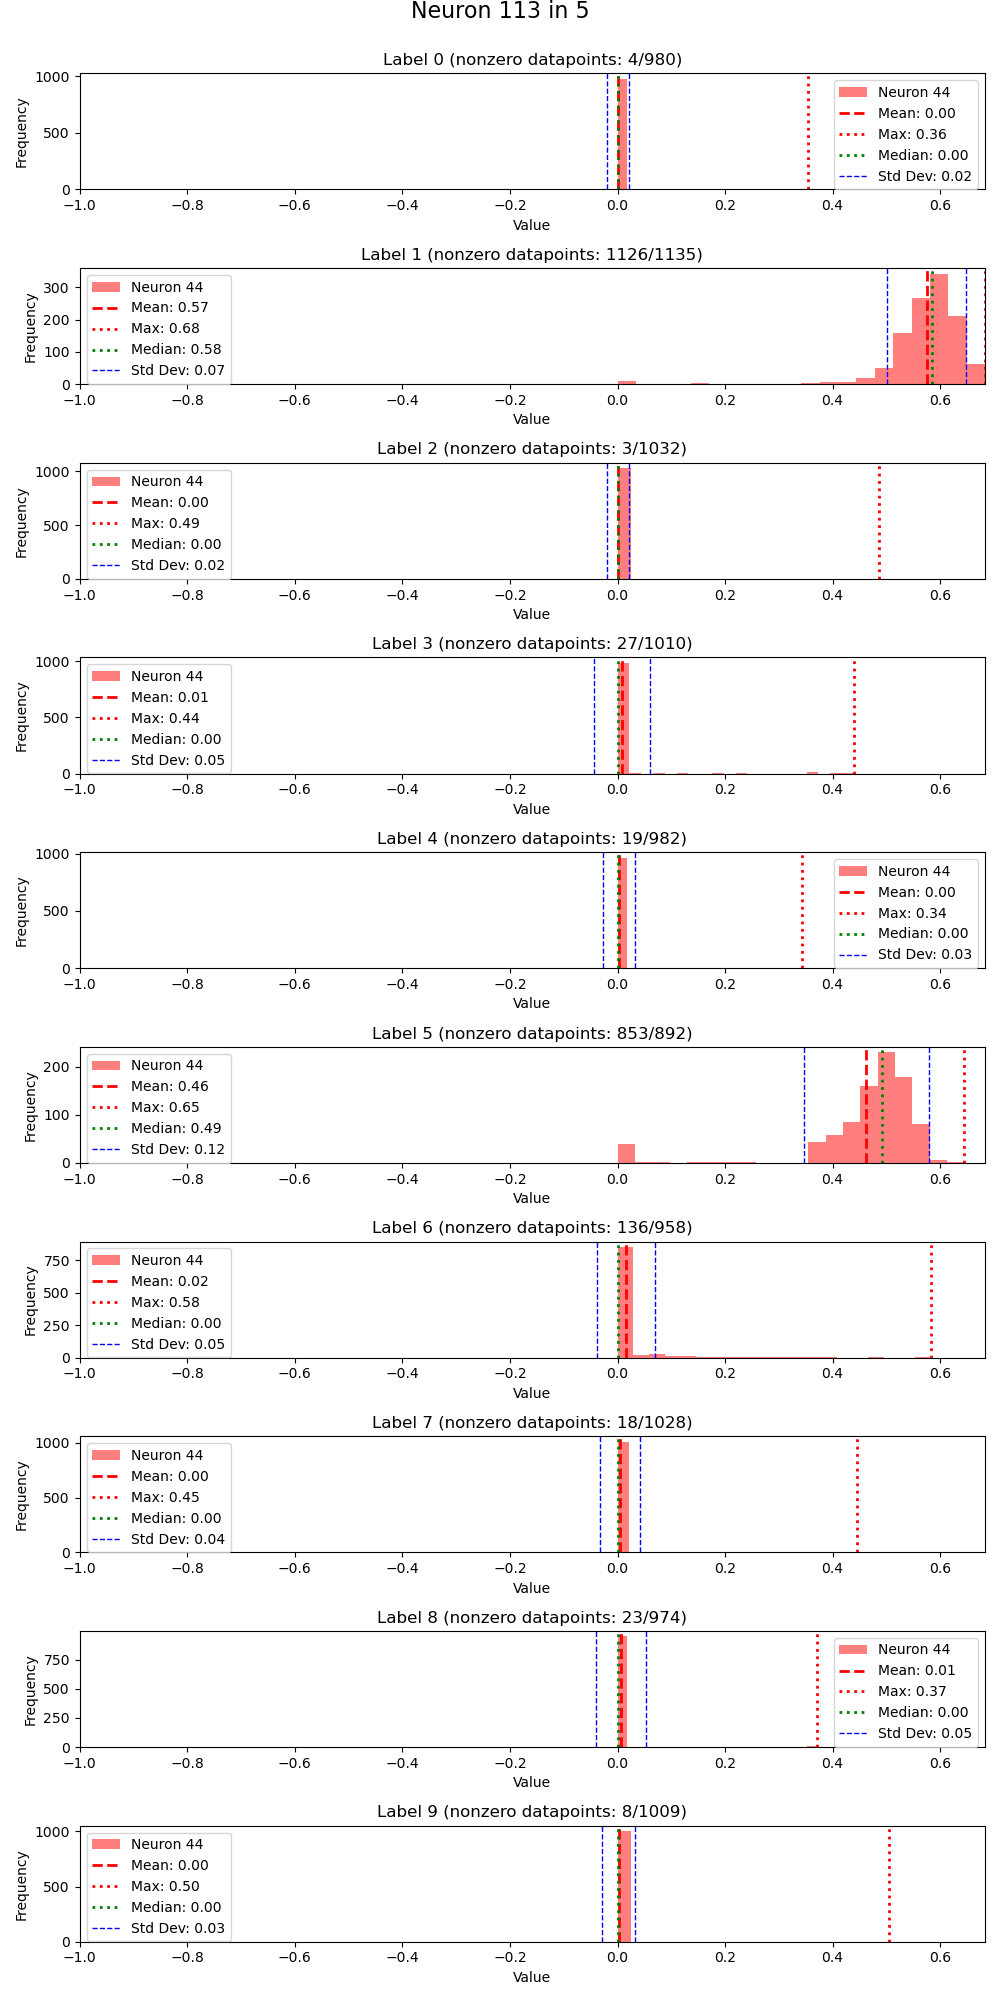 Neuron 113 in 5
Label 0 (nonzero datapoints: 4/980)
1000
500
0
Frequency
Neuron 44
Mean: 0.00
Max: 0.36
Median: 0.00
Std Dev: 0.02
−1.0 −0.8 −0.6 −0.4 −0.2 0.0 0.2 0.4 0.6
Value
Label 1 (nonzero datapoints: 1126/1135)
300
200
100
0
Frequency
Neuron 44
Mean: 0.57
Max: 0.68
Median: 0.58
Std Dev: 0.07
−1.0 −0.8 −0.6 −0.4 −0.2 0.0 0.2 0.4 0.6
Value
Label 2 (nonzero datapoints: 3/1032)
1000
500
0
Frequency
Neuron 44
Mean: 0.00
Max: 0.49
Median: 0.00
Std Dev: 0.02
−1.0 −0.8 −0.6 −0.4 −0.2 0.0 0.2 0.4 0.6
Value
Label 3 (nonzero datapoints: 27/1010)
1000
500
0
Frequency
Neuron 44
Mean: 0.01
Max: 0.44
Median: 0.00
Std Dev: 0.05
−1.0 −0.8 −0.6 −0.4 −0.2 0.0 0.2 0.4 0.6
Value
Label 4 (nonzero datapoints: 19/982)
1000
500
0
Frequency
Neuron 44
Mean: 0.00
Max: 0.34
Median: 0.00
Std Dev: 0.03
−1.0 −0.8 −0.6 −0.4 −0.2 0.0 0.2 0.4 0.6
Value
Label 5 (nonzero datapoints: 853/892)
200
100
0
Frequency
Neuron 44
Mean: 0.46
Max: 0.65
Median: 0.49
Std Dev: 0.12
−1.0 −0.8 −0.6 −0.4 −0.2 0.0 0.2 0.4 0.6
Value
Label 6 (nonzero datapoints: 136/958)
750
500
250
0
Frequency
Neuron 44
Mean: 0.02
Max: 0.58
Median: 0.00
Std Dev: 0.05
−1.0 −0.8 −0.6 −0.4 −0.2 0.0 0.2 0.4 0.6
Value
Label 7 (nonzero datapoints: 18/1028)
1000
500
0
Frequency
Neuron 44
Mean: 0.00
Max: 0.45
Median: 0.00
Std Dev: 0.04
−1.0 −0.8 −0.6 −0.4 −0.2 0.0 0.2 0.4 0.6
Value
Label 8 (nonzero datapoints: 23/974)
750
500
250
0
Frequency
Neuron 44
Mean: 0.01
Max: 0.37
Median: 0.00
Std Dev: 0.05
−1.0 −0.8 −0.6 −0.4 −0.2 0.0 0.2 0.4 0.6
Value
Label 9 (nonzero datapoints: 8/1009)
1000
500
0
Frequency
Neuron 44
Mean: 0.00
Max: 0.50
Median: 0.00
Std Dev: 0.03
−1.0 −0.8 −0.6 −0.4 −0.2 0.0 0.2 0.4 0.6
Value